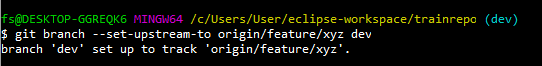 fs@DESKTOP-GGREQK6 MINGW64 /c/Users/User/eclipse-workspace/trainrepo (dev)
$ git branch --set-upstream-to origin/feature/xyz dev
branch 'dev' set up to track 'origin/feature/xyz'.